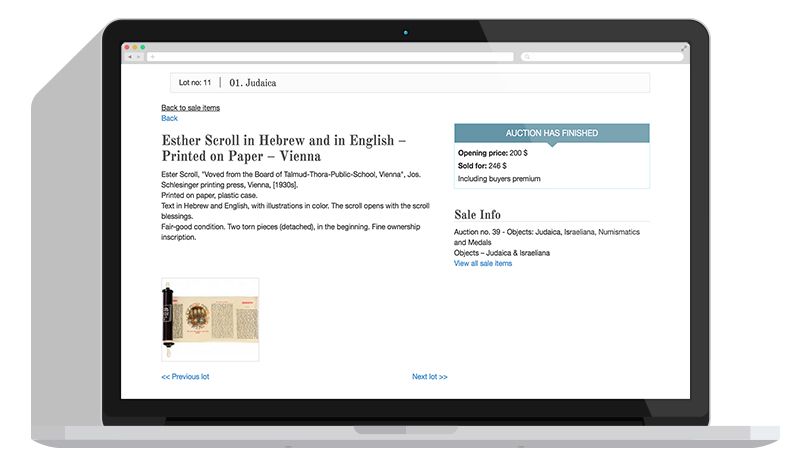 Lot no: 11 | 01. Judaica
Back to sale items
Back
Esther Scroll in Hebrew and in English –
Printed on Paper – Vienna
Ester Scroll, "Voved from the Board of Talmud-Thora-Public-School, Vienna", Jos.
Schlesinger printing press, Vienna, [1930s].
Printed on paper, plastic case.
Text in Hebrew and English, with illustrations in color. The scroll opens with the scroll
blessings.
Fair-good condition. Two torn pieces (detached), in the beginning. Fine ownership
inscription.
AUCTION HAS FINISHED
Opening price: 200 $
Sold for: 246 $
Including buyers premium
Sale Info
Auction no. 39 - Objects: Judaica, Israeliana, Numismatics
and Medals
Objects – Judaica & Israeliana
View all sale items
<< Previous lot
Next lot >>